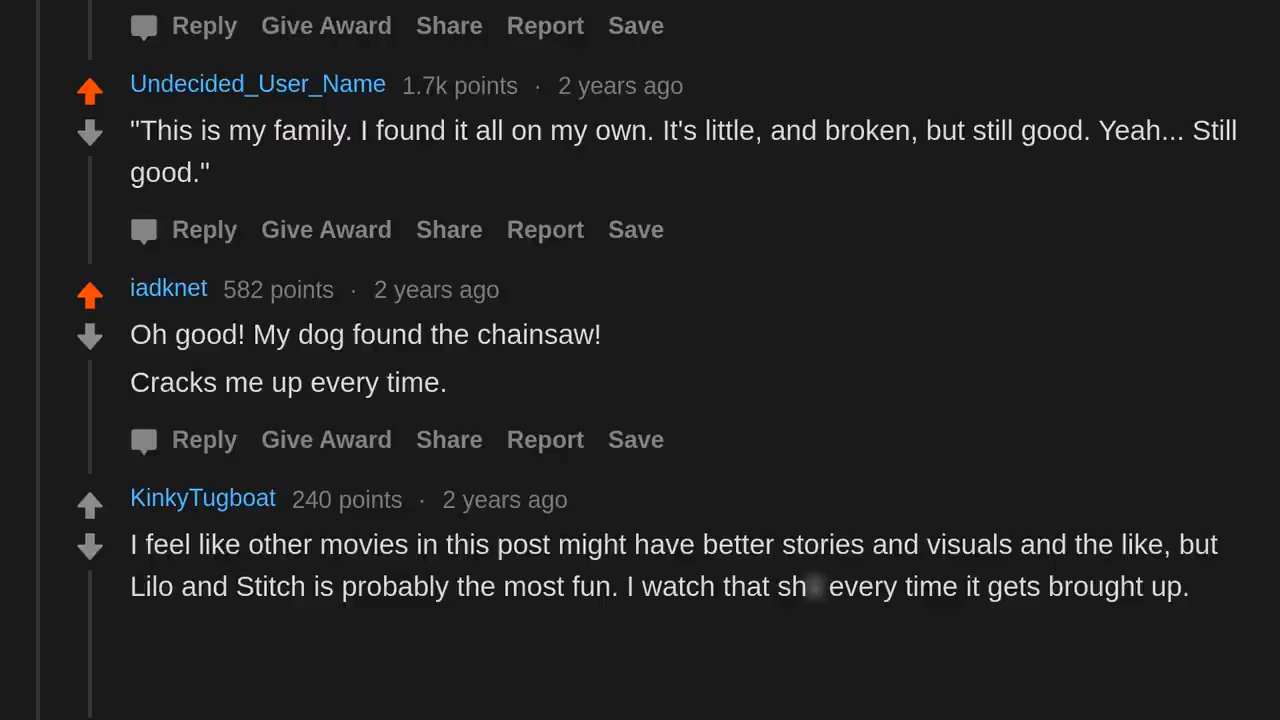 Reply Give Award Share Report Save
Undecided_User_Name 1.7k points · 2 years ago
"This is my family. I found it all on my own. It's little, and broken, but still good. Yeah... Still
good."
Reply Give Award Share Report Save
iadknet 582 points · 2 years ago
Oh good! My dog found the chainsaw!
Cracks me up every time.
Reply Give Award Share Report Save
KinkyTugboat 240 points · 2 years ago
I feel like other movies in this post might have better stories and visuals and the like, but
Lilo and Stitch is probably the most fun. I watch that every time it gets brought up.